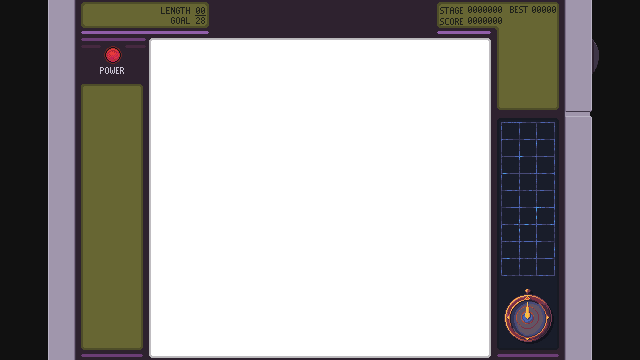 LENGTH 00
GOAL 28
STAGE 0000000 BEST 00000
SCORE 0000000
POWER